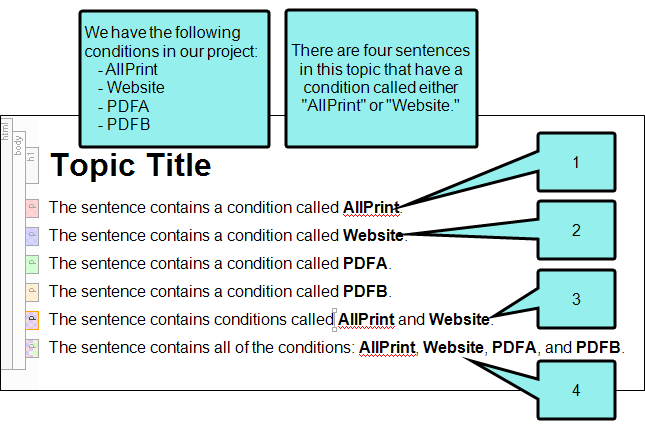 We have the following
conditions in our project:
- AllPrint
- Website
- PDFA
- PDFB
There are four sentences
in this topic that have a
condition called either
"AllPrint" or "Website."
html
body
h1
Topic Title
1
p
The sentence contains a condition called AllPrint.
p
The sentence contains a condition called Website.
2
p
The sentence contains a condition called PDFA.
p
The sentence contains a condition called PDFB.
3
p
The sentence contains conditions called AllPrint and Website.
p
The sentence contains all of the conditions: AllPrint, Website, PDFA, and PDFB.
4